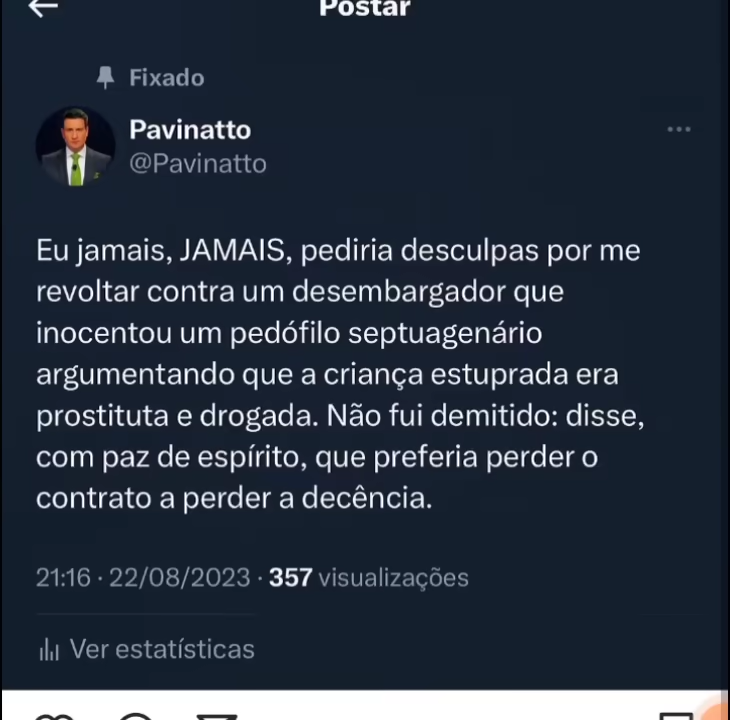 Postar
Fixado
Pavinatto
@Pavinatto
Eu jamais, JAMAIS, pediria desculpas por me
revoltar contra um desembargador que
inocentou um pedófilo septuagenário
argumentando que a criança estuprada era
prostituta e drogada. Não fui demitido: disse,
com paz de espírito, que preferia perder o
contrato a perder a decência.
21:16 · 22/08/2023 · 357 visualizações
Ver estatísticas